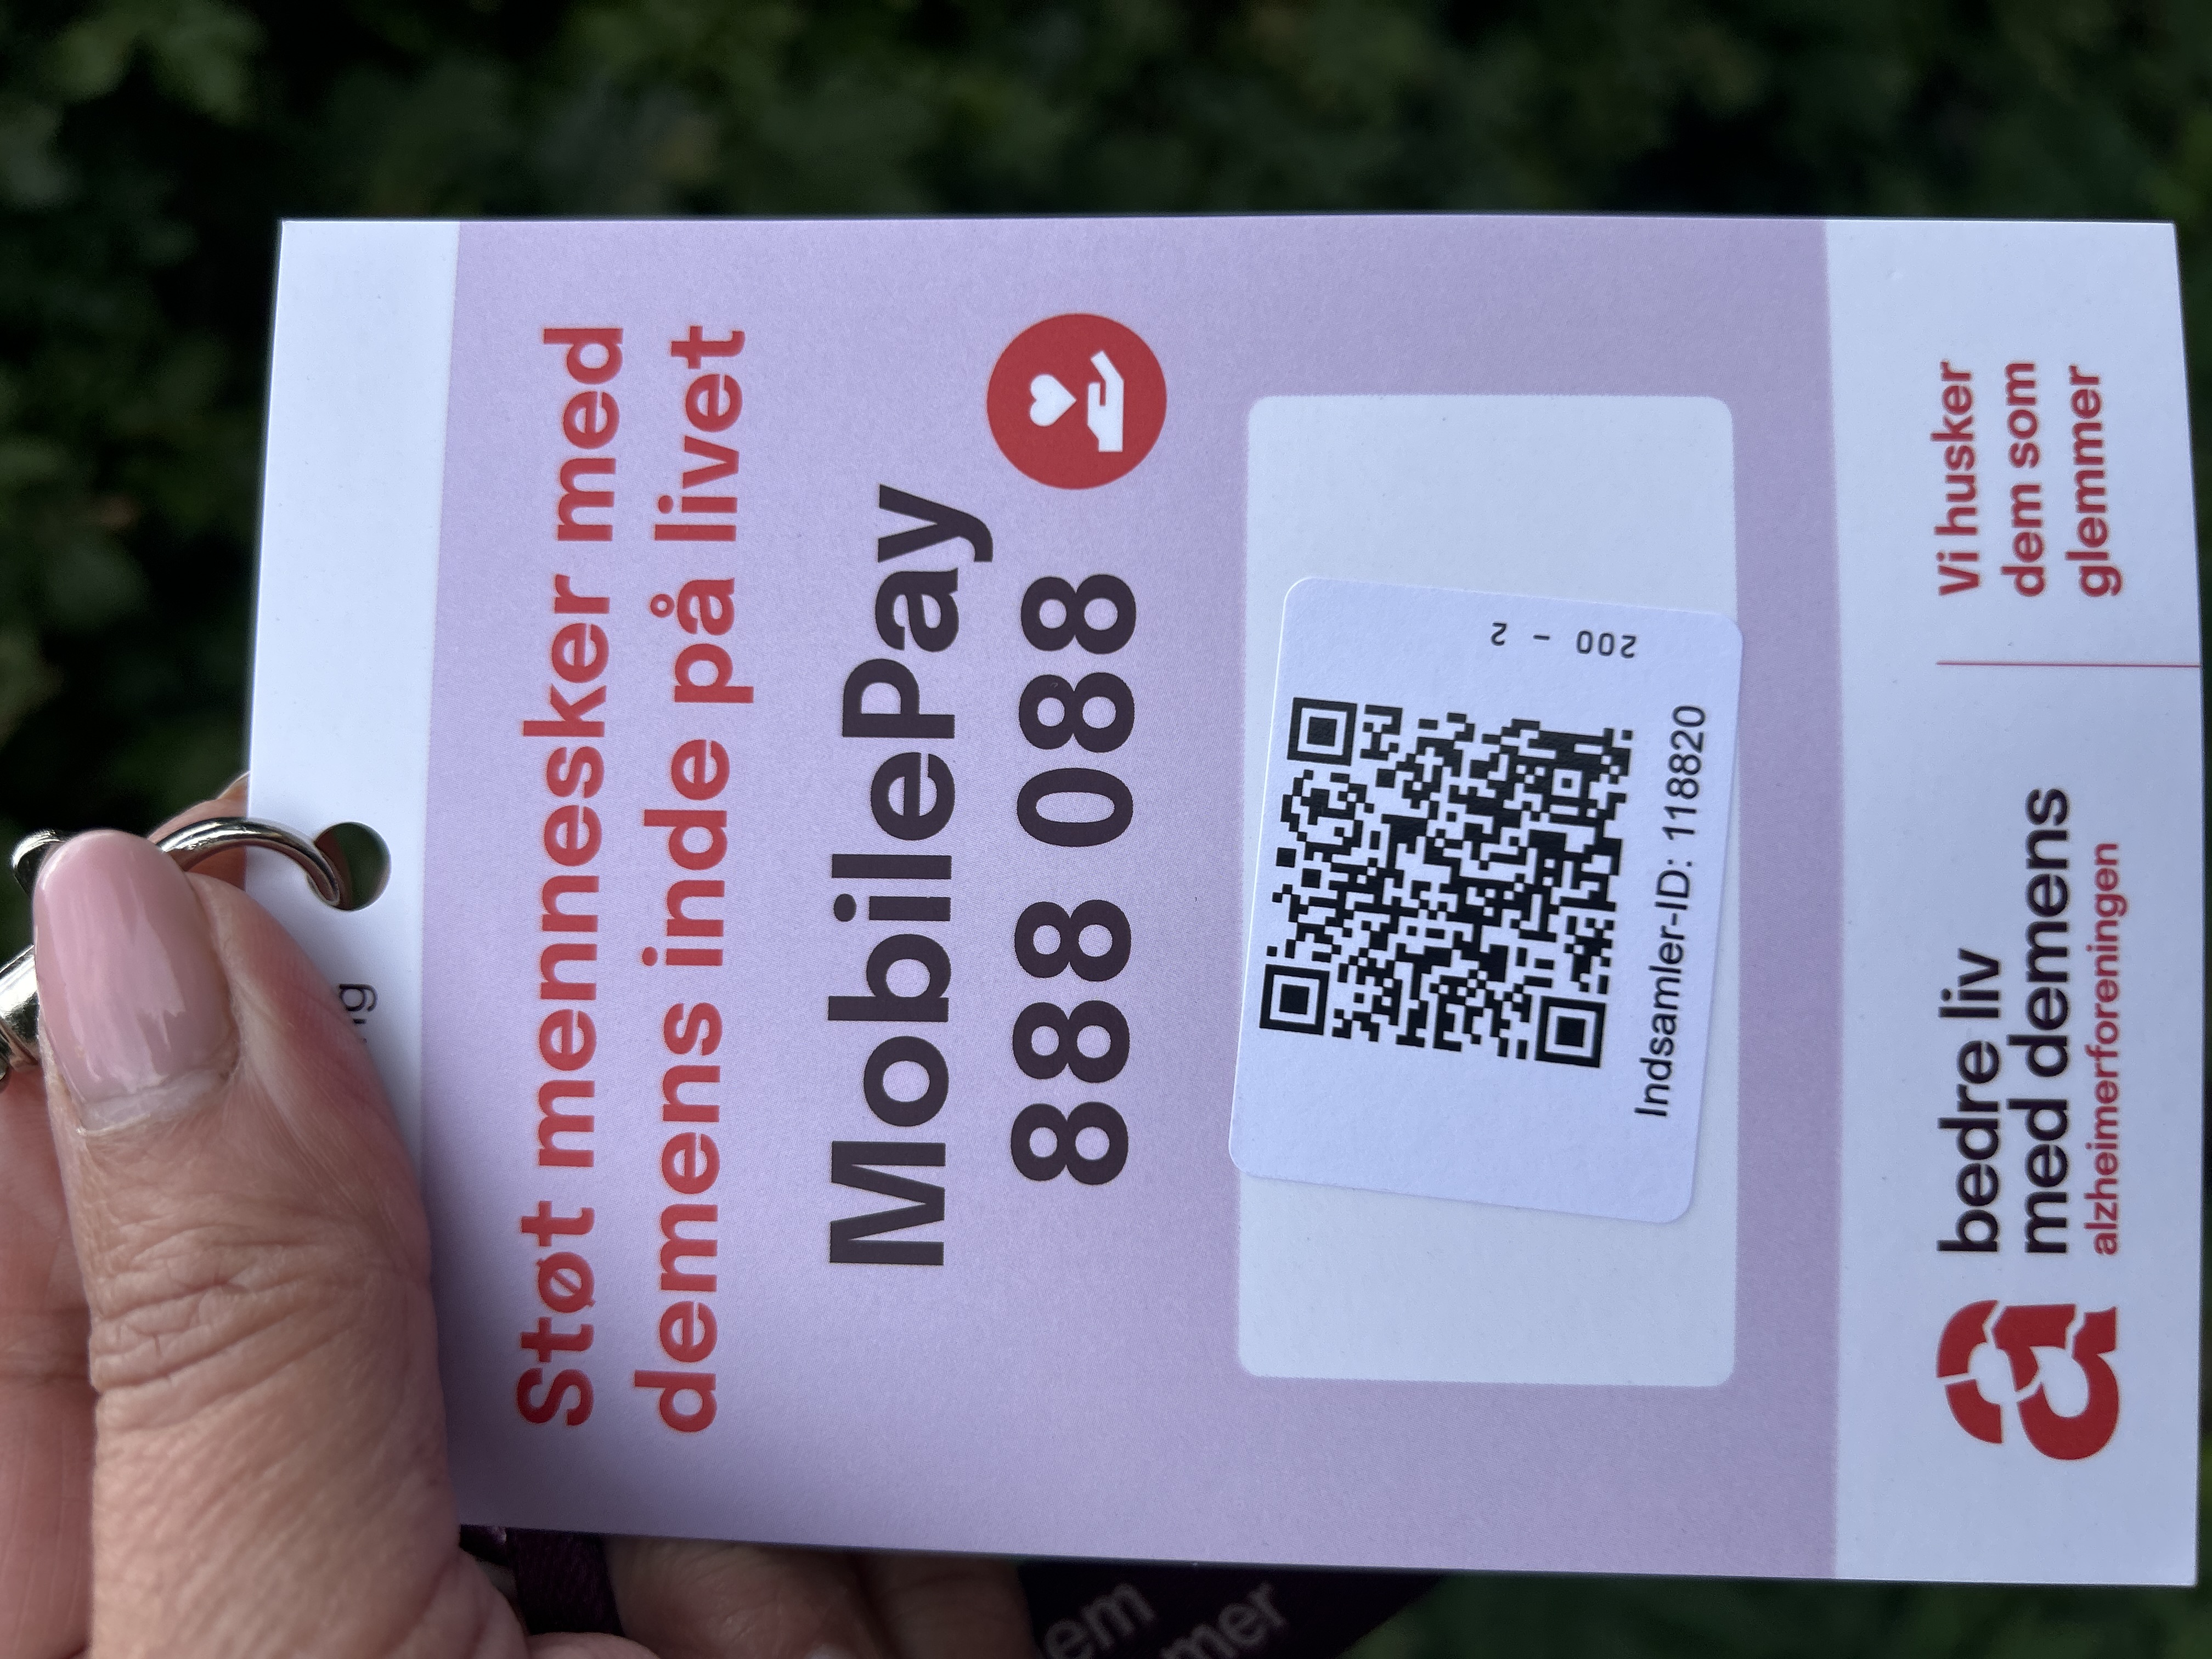 Støt mennesker med
demens inde på livet
MobilePay
888 088
200 - 2
Indsamler-ID: 118820
bedre liv
med demens
alzheimerforeningen
Vi husker
dem som
glemmer